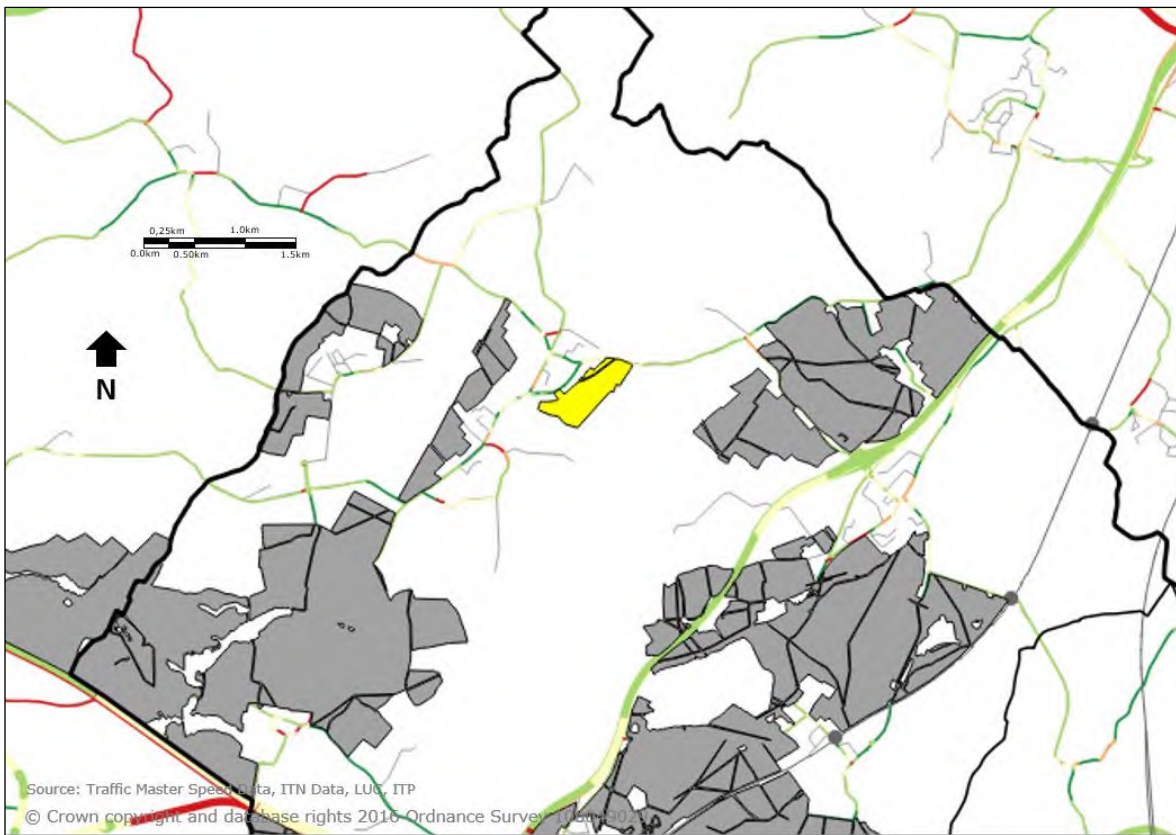 0,25km 1.0km
0.0km 0.50km 1.5km
N
Source: Traffic Master Speed Data, ITN Data, LUC, ITP
© Crown copyright and database rights 2016 Ordnance Survey